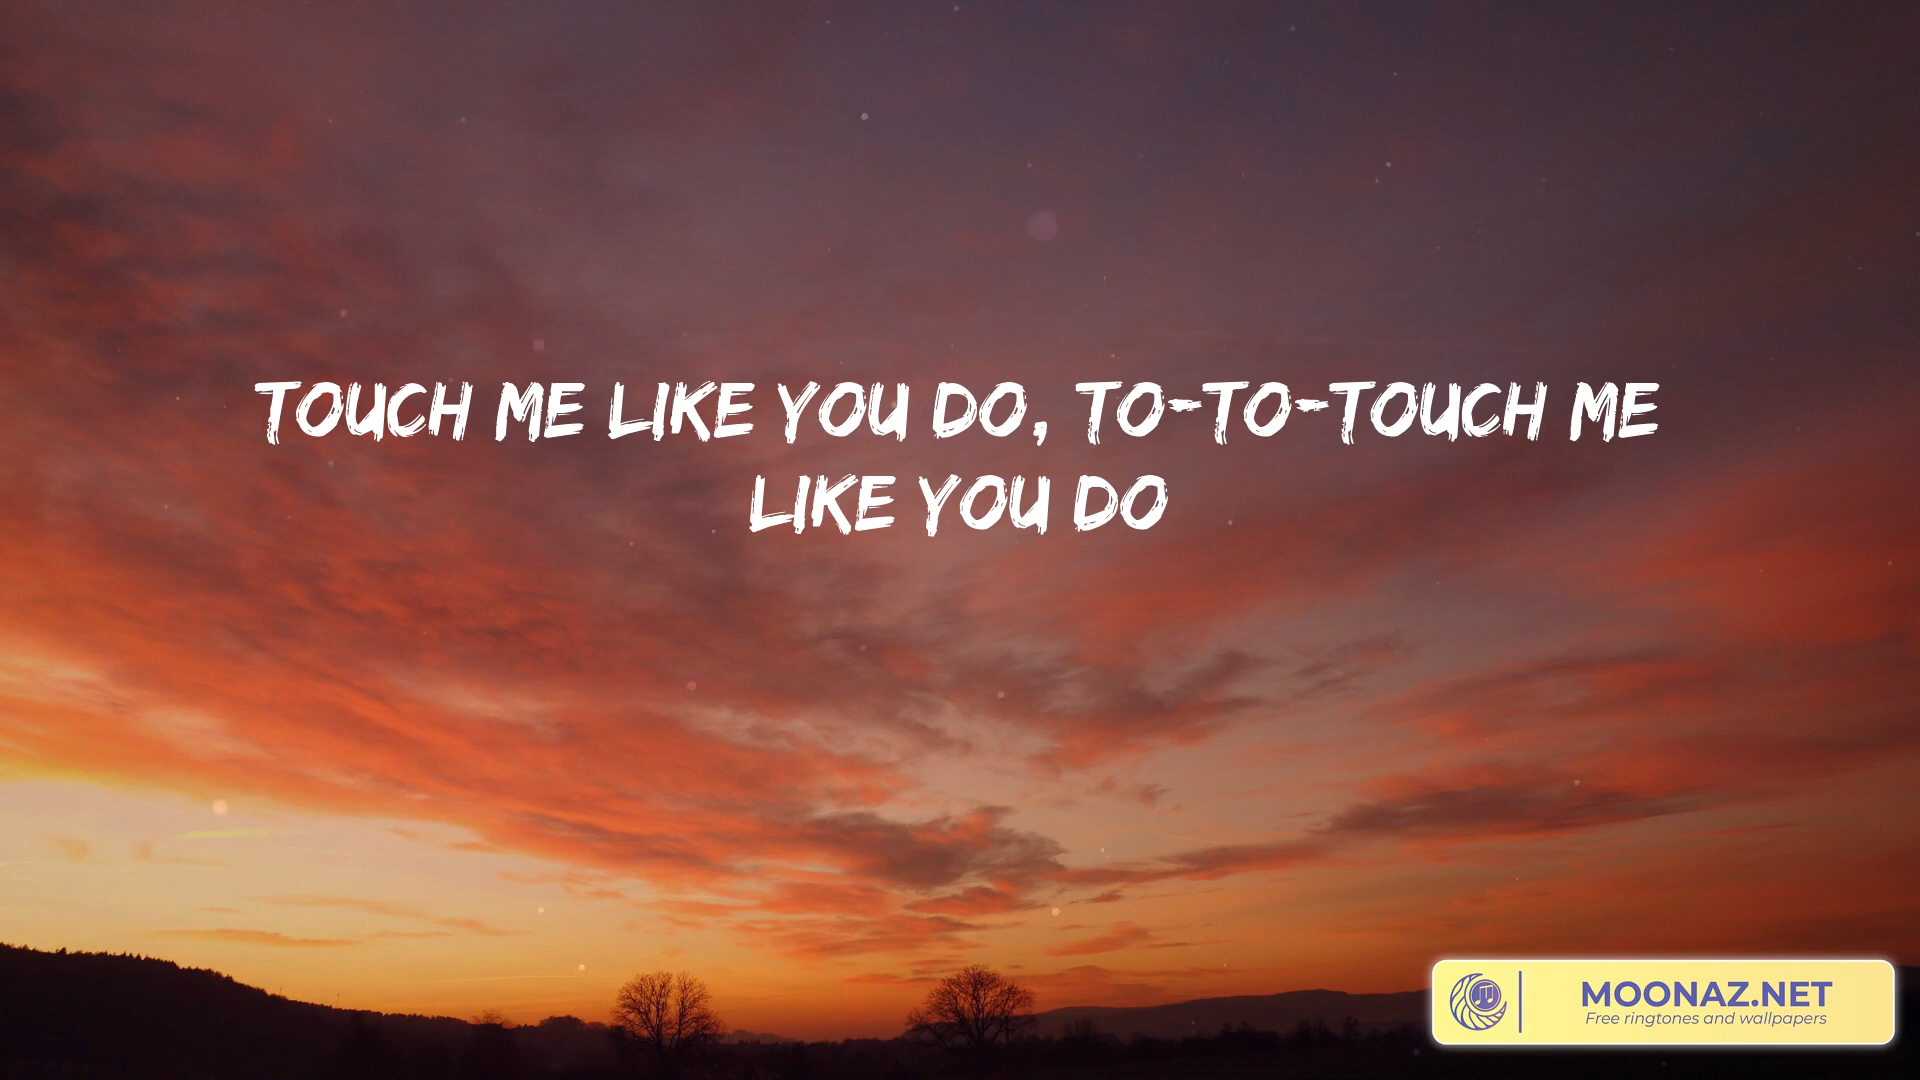 TOUCH ME LIKE YOU DO, TO-TO-TOUCH ME
LIKE YOU DO
MOONAZ.NET
Free ringtones and wallpapers